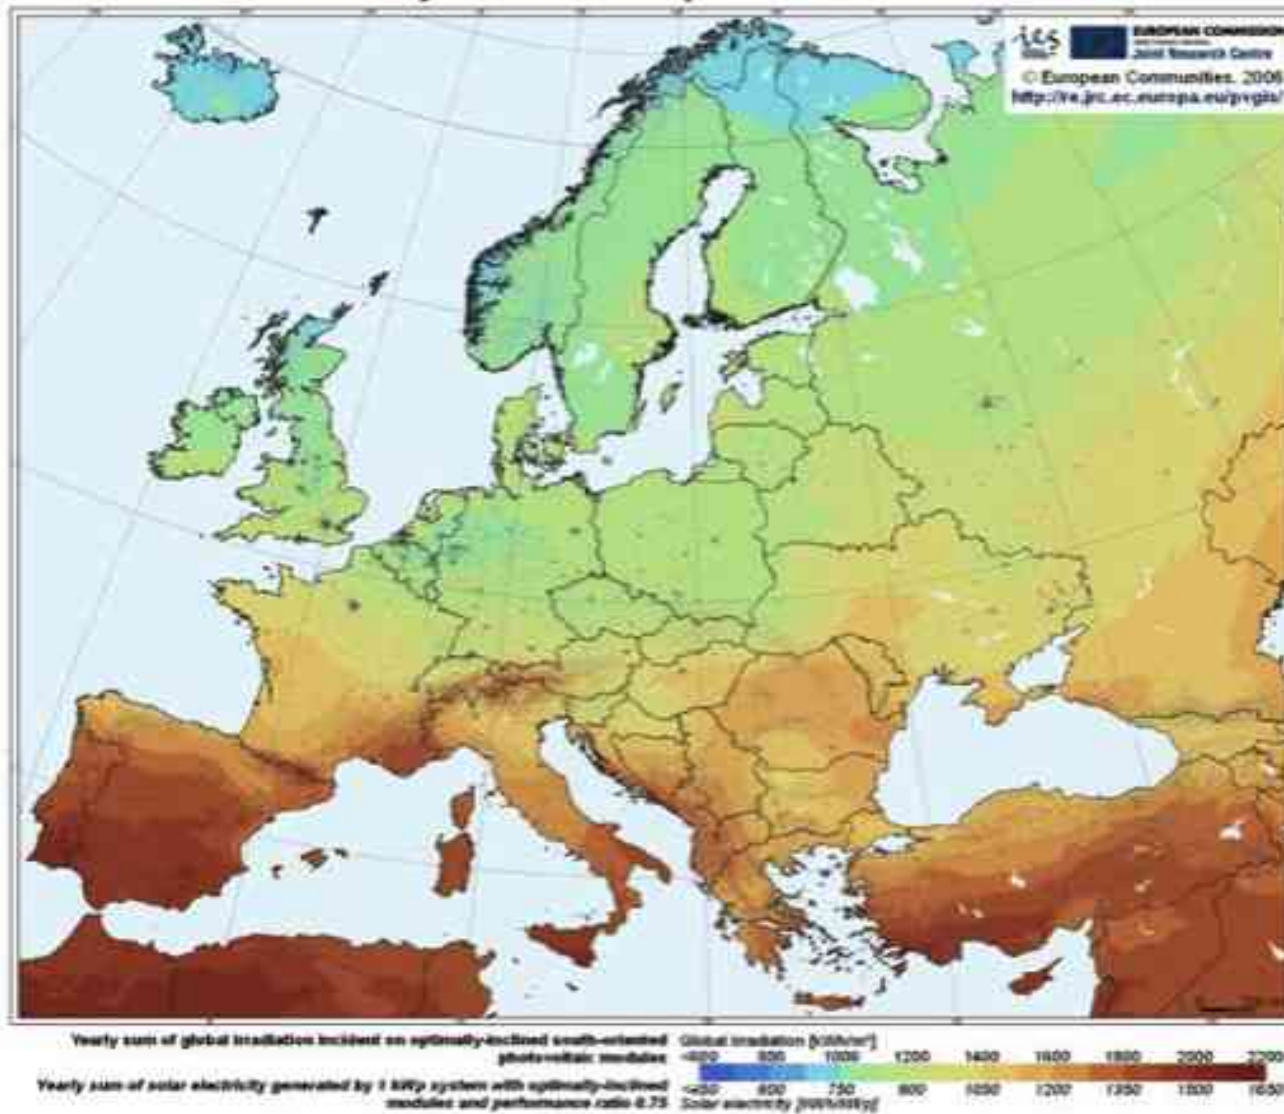 EUROPEAN COMMISSION
Joint Research Centre
© European Communities, 2006
http://re.jrc.ec.europa.eu/pvgis/
Yearly sum of global irradiation incident on optimally-inclined south-oriented photovoltaic modules
Global irradiation [kWh/m²]
<600 800 1000 1200 1400 1600 1800 2000 2200
Yearly sum of solar electricity generated by 1 kWp system with optimally-inclined modules and performance ratio 0.75
<450 600 750 900 1050 1200 1350 1500 1650
Solar electricity [kWh/kWp]